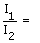 I₁/I₂ =